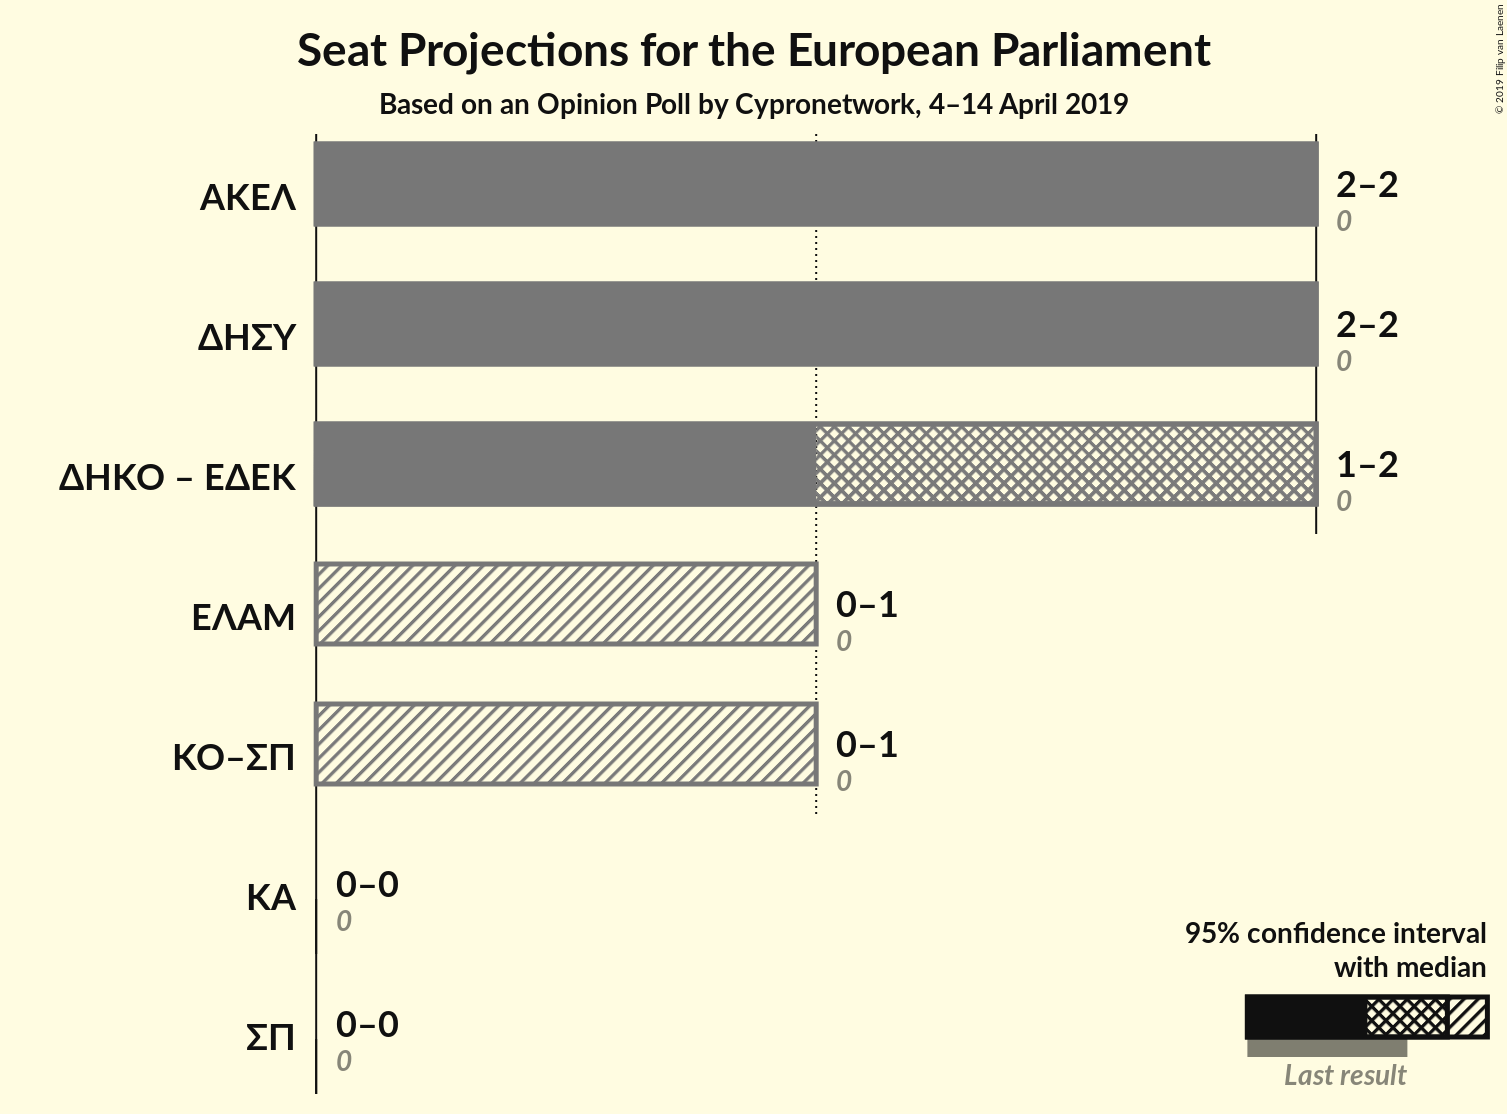 Seat Projections for the European Parliament
Based on an Opinion Poll by Cypronetwork, 4–14 April 2019
© 2019 Filip van Laenen
ΑΚΕΛ
2–2
0
ΔΗΣΥ
2–2
0
ΔΗΚΟ – ΕΔΕΚ
1–2
0
ΕΛΑΜ
0–1
0
ΚΟ–ΣΠ
0–1
0
ΚΑ
0–0
0
ΣΠ
0–0
0
95% confidence interval
with median
Last result